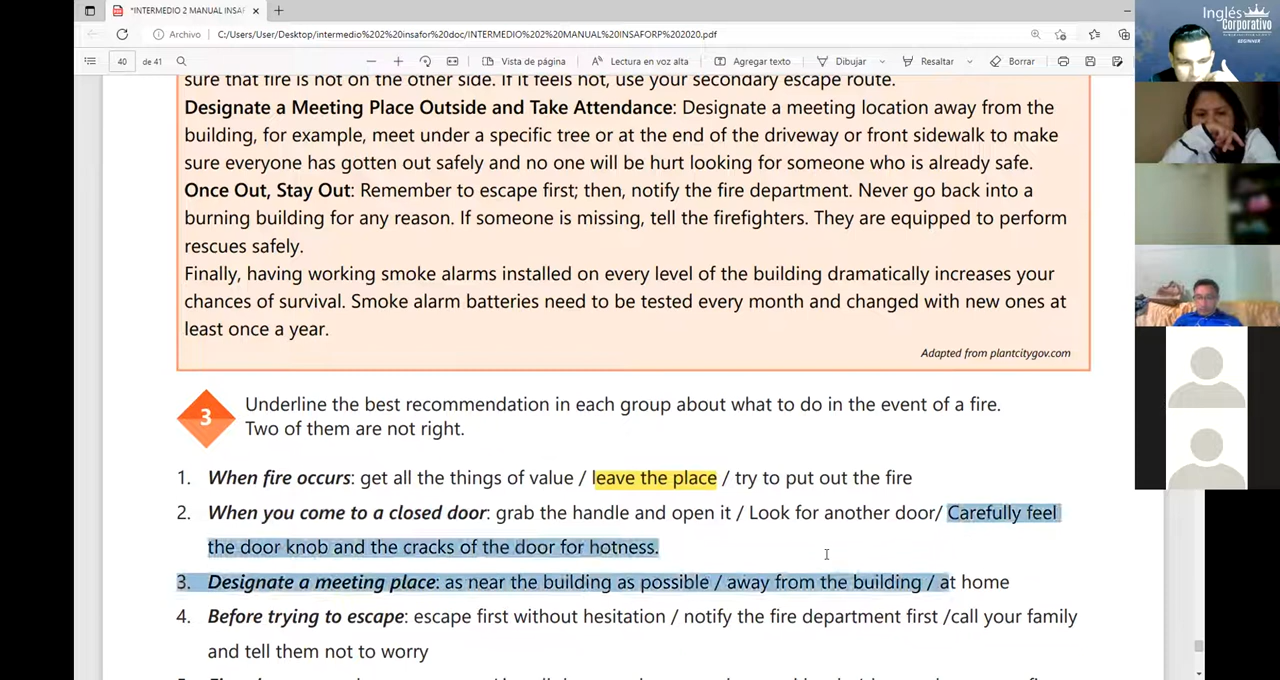 *INTERMEDIO 2 MANUAL INSAF
Archivo C:/Users/User/Desktop/intermedio%202%20insafor%20doc/INTERMEDIO%202%20MANUAL%20INSAFORP%202020.pdf
40 de 41 Vista de página Lectura en voz alta Agregar texto Dibujar Resaltar Borrar
Inglés
Corporativo
BEGINNER
sure that fire is not on the other side. If it feels hot, use your secondary escape route.
Designate a Meeting Place Outside and Take Attendance: Designate a meeting location away from the
building, for example, meet under a specific tree or at the end of the driveway or front sidewalk to make
sure everyone has gotten out safely and no one will be hurt looking for someone who is already safe.
Once Out, Stay Out: Remember to escape first; then, notify the fire department. Never go back into a
burning building for any reason. If someone is missing, tell the firefighters. They are equipped to perform
rescues safely.
Finally, having working smoke alarms installed on every level of the building dramatically increases your
chances of survival. Smoke alarm batteries need to be tested every month and changed with new ones at
least once a year.
Adapted from plantcitygov.com
3 Underline the best recommendation in each group about what to do in the event of a fire.
Two of them are not right.
1. When fire occurs: get all the things of value / leave the place / try to put out the fire
2. When you come to a closed door: grab the handle and open it / Look for another door/ Carefully feel
the door knob and the cracks of the door for hotness.
3. Designate a meeting place: as near the building as possible / away from the building / at home
4. Before trying to escape: escape first without hesitation / notify the fire department first /call your family
and tell them not to worry